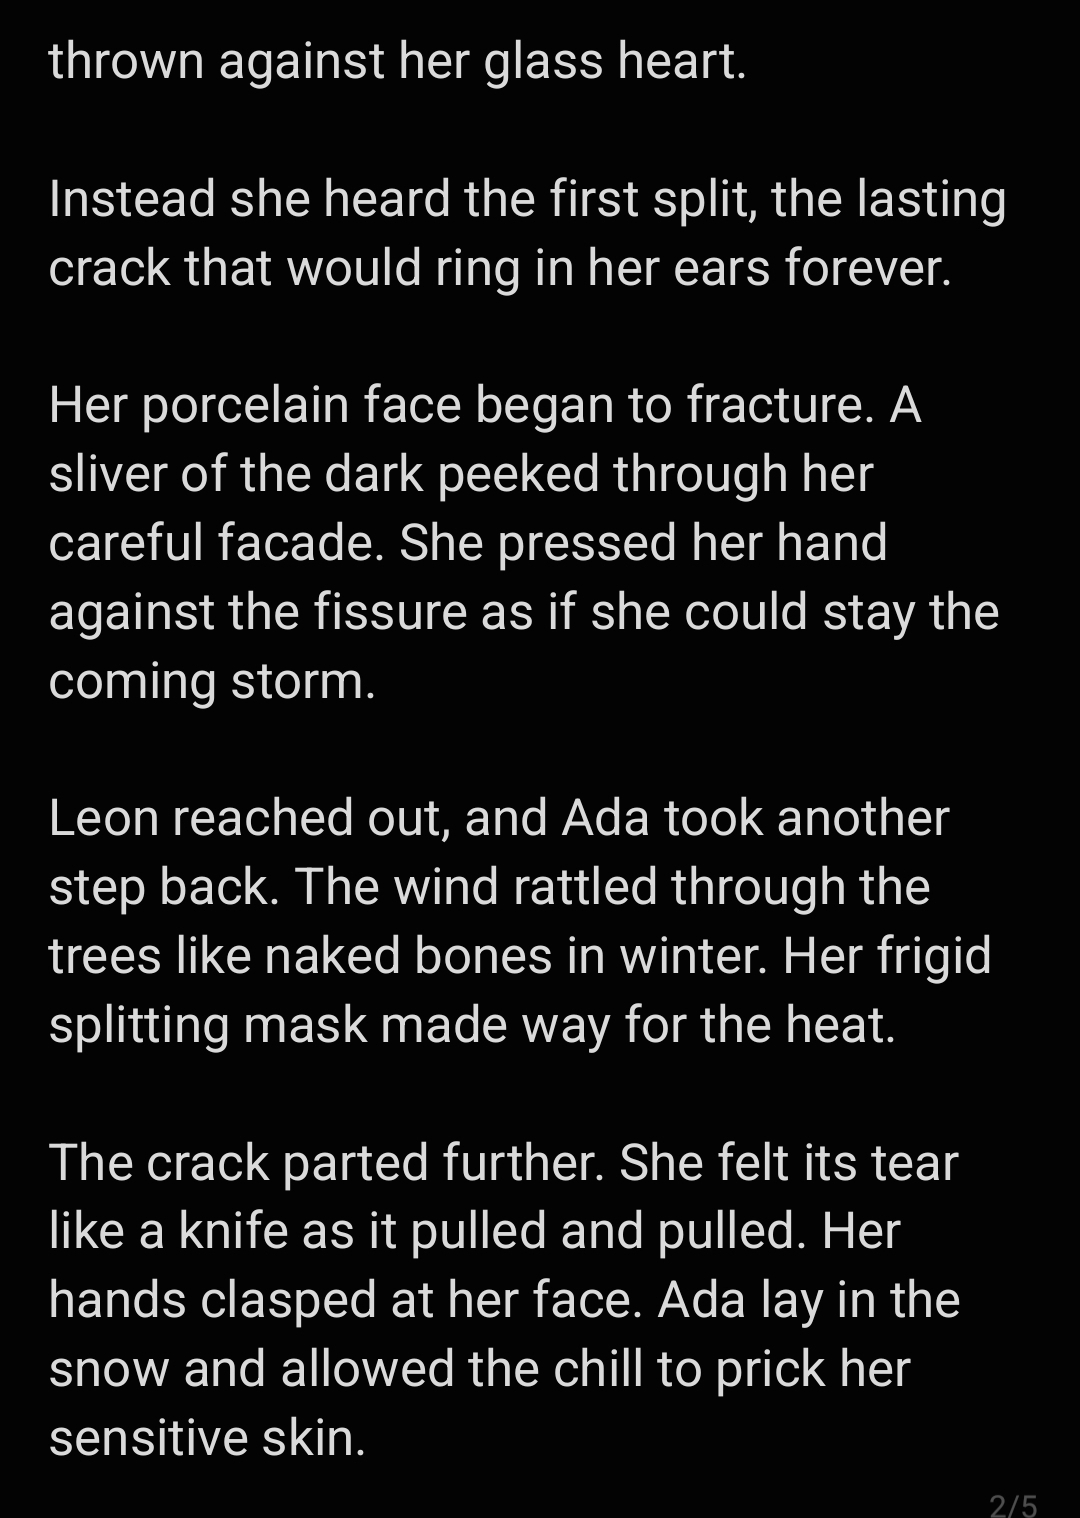 thrown against her glass heart.
Instead she heard the first split, the lasting
crack that would ring in her ears forever.
Her porcelain face began to fracture. A
sliver of the dark peeked through her
careful facade. She pressed her hand
against the fissure as if she could stay the
coming storm.
Leon reached out, and Ada took another
step back. The wind rattled through the
trees like naked bones in winter. Her frigid
splitting mask made way for the heat.
The crack parted further. She felt its tear
like a knife as it pulled and pulled. Her
hands clasped at her face. Ada lay in the
snow and allowed the chill to prick her
sensitive skin.
2/5